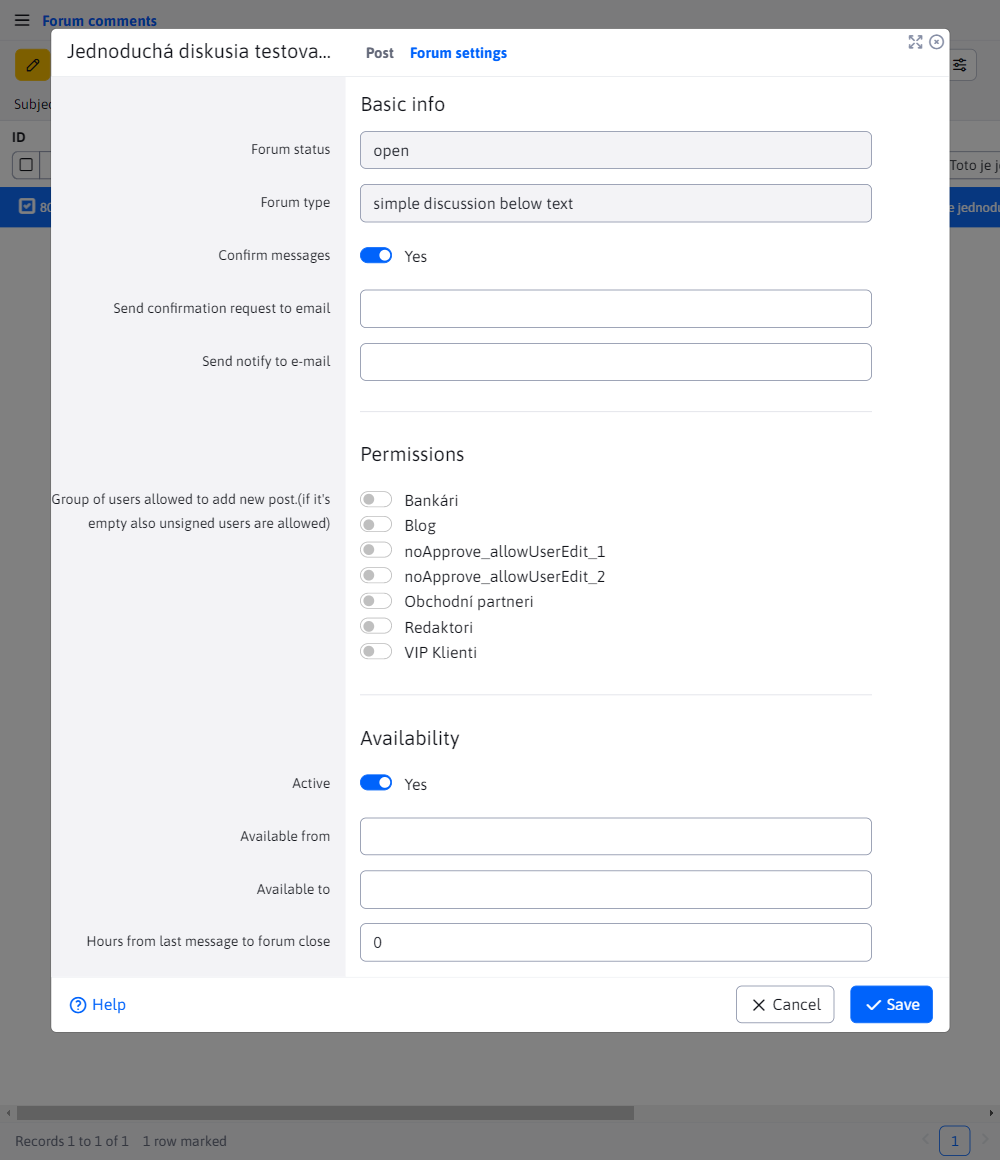 Forum comments
Jednoduchá diskusia testova...
Post
Forum settings
ID
80
Toto je j
e jednodu
Basic info
Forum status
open
Forum type
simple discussion below text
Confirm messages
Yes
Send confirmation request to email
Send notify to e-mail
Permissions
Group of users allowed to add new post.(if it's
empty also unsigned users are allowed)
Bankári
Blog
noApprove_allowUserEdit_1
noApprove_allowUserEdit_2
Obchodní partneri
Redaktori
VIP Klienti
Availability
Active
Yes
Available from
Available to
Hours from last message to forum close
0
Help
Cancel
Save
Records 1 to 1 of 1
1 row marked
1